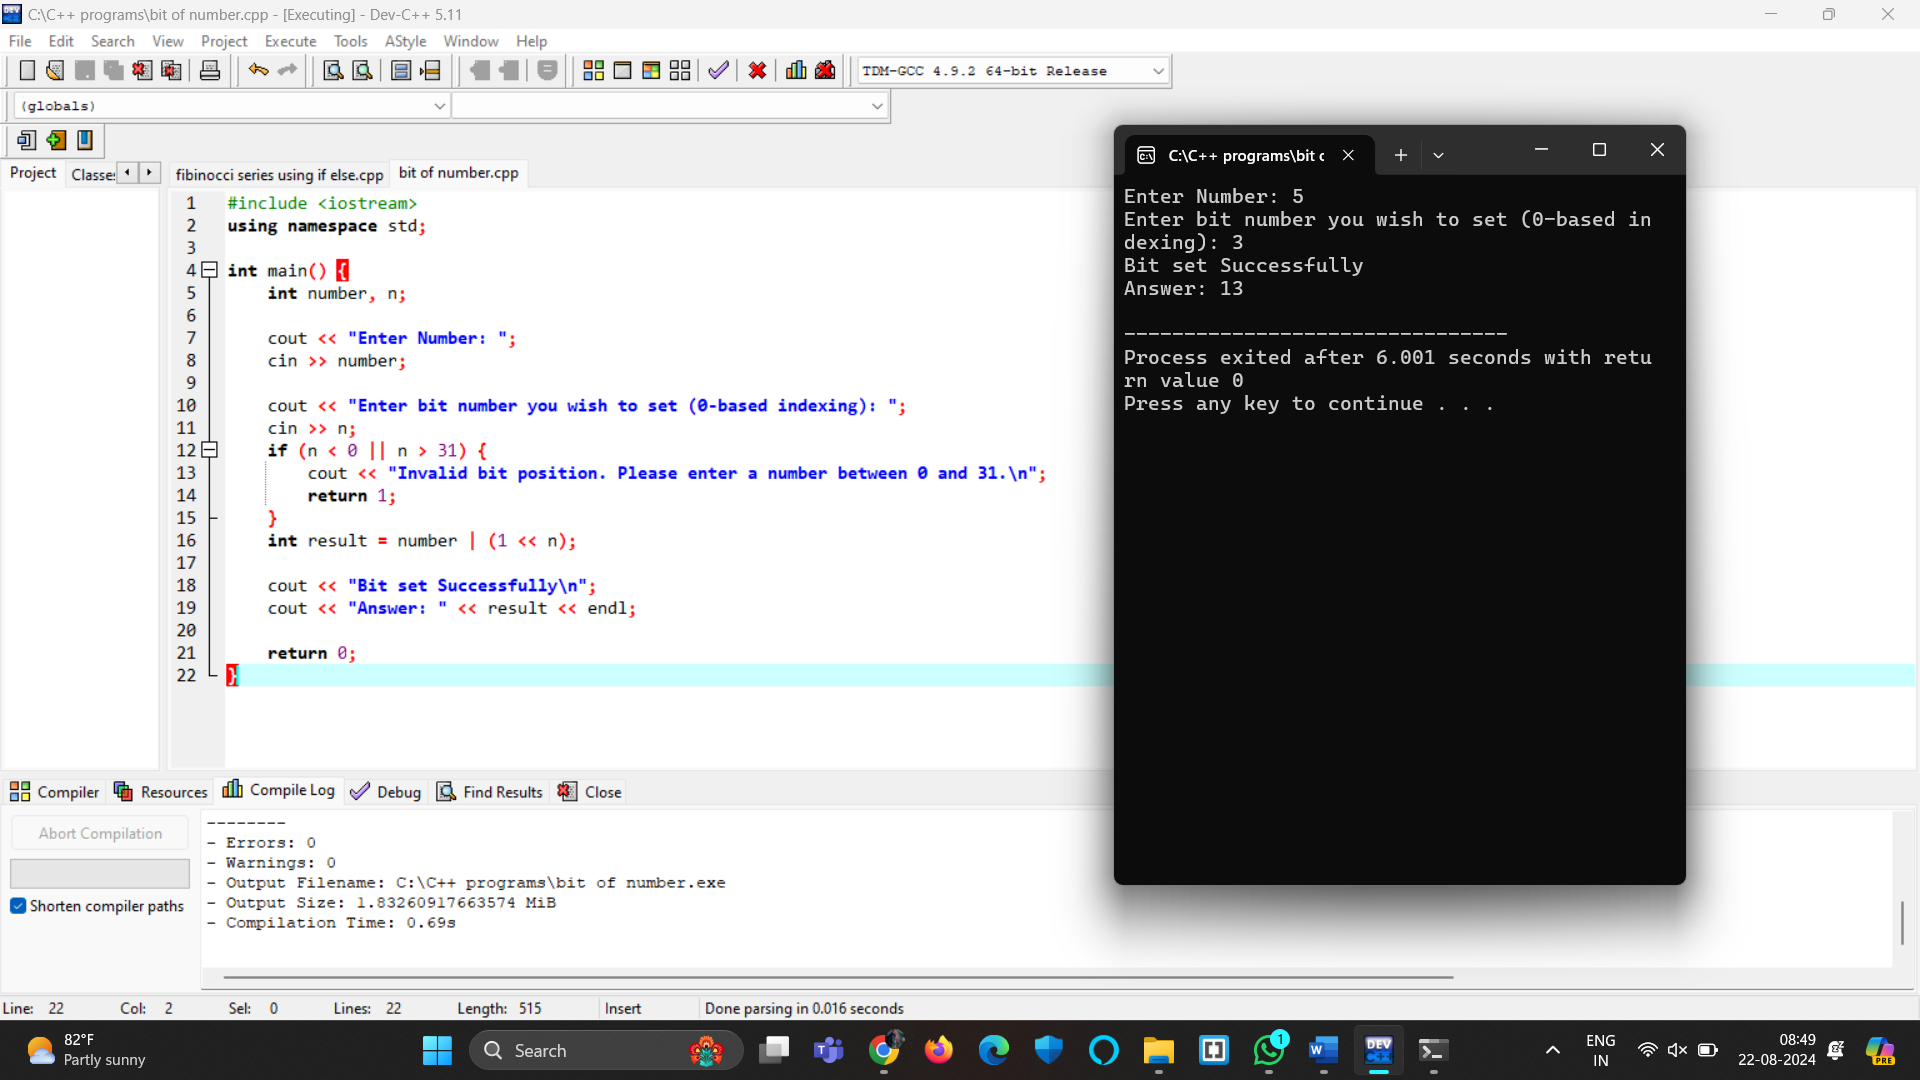 C:\C++ programs\bit of number.cpp - [Executing] - Dev-C++ 5.11
File Edit Search View Project Execute Tools AStyle Window Help
TDM-GCC 4.9.2 64-bit Release
(globals)
Project Classes fibinocci series using if else.cpp bit of number.cpp
1 #include <iostream>
2 using namespace std;
3
4 int main() {
5 int number, n;
6
7 cout << "Enter Number: ";
8 cin >> number;
9
10 cout << "Enter bit number you wish to set (0-based indexing): ";
11 cin >> n;
12 if (n < 0 || n > 31) {
13 cout << "Invalid bit position. Please enter a number between 0 and 31.\n";
14 return 1;
15 }
16 int result = number | (1 << n);
17
18 cout << "Bit set Successfully\n";
19 cout << "Answer: " << result << endl;
20
21 return 0;
22 }
C:\C++ programs\bit c
Enter Number: 5
Enter bit number you wish to set (0-based in
dexing): 3
Bit set Successfully
Answer: 13
--------------------------------
Process exited after 6.001 seconds with retu
rn value 0
Press any key to continue . . .
Compiler Resources Compile Log Debug Find Results Close
Abort Compilation
Shorten compiler paths
--------
- Errors: 0
- Warnings: 0
- Output Filename: C:\C++ programs\bit of number.exe
- Output Size: 1.83260917663574 MiB
- Compilation Time: 0.69s
Line: 22 Col: 2 Sel: 0 Lines: 22 Length: 515 Insert Done parsing in 0.016 seconds
82°F
Partly sunny
Search
1
DEV
PRE
ENG
IN
08:49
22-08-2024